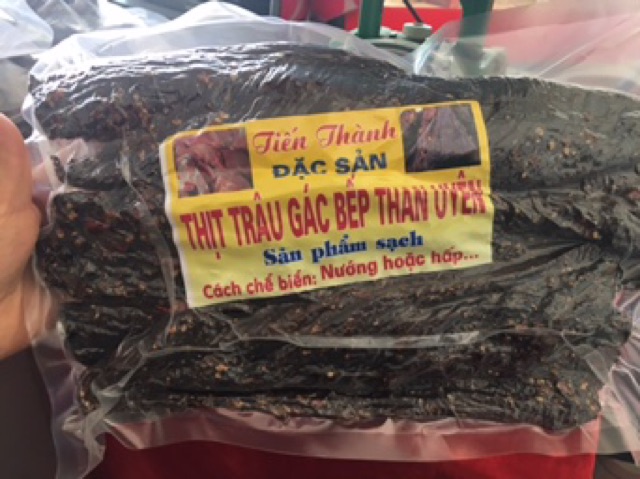 Tiến Thành
ĐẶC SẢN
THỊT TRÂU GÁC BẾP THAN UYÊN
Sản phẩm sạch
Cách chế biến: Nướng hoặc hấp...